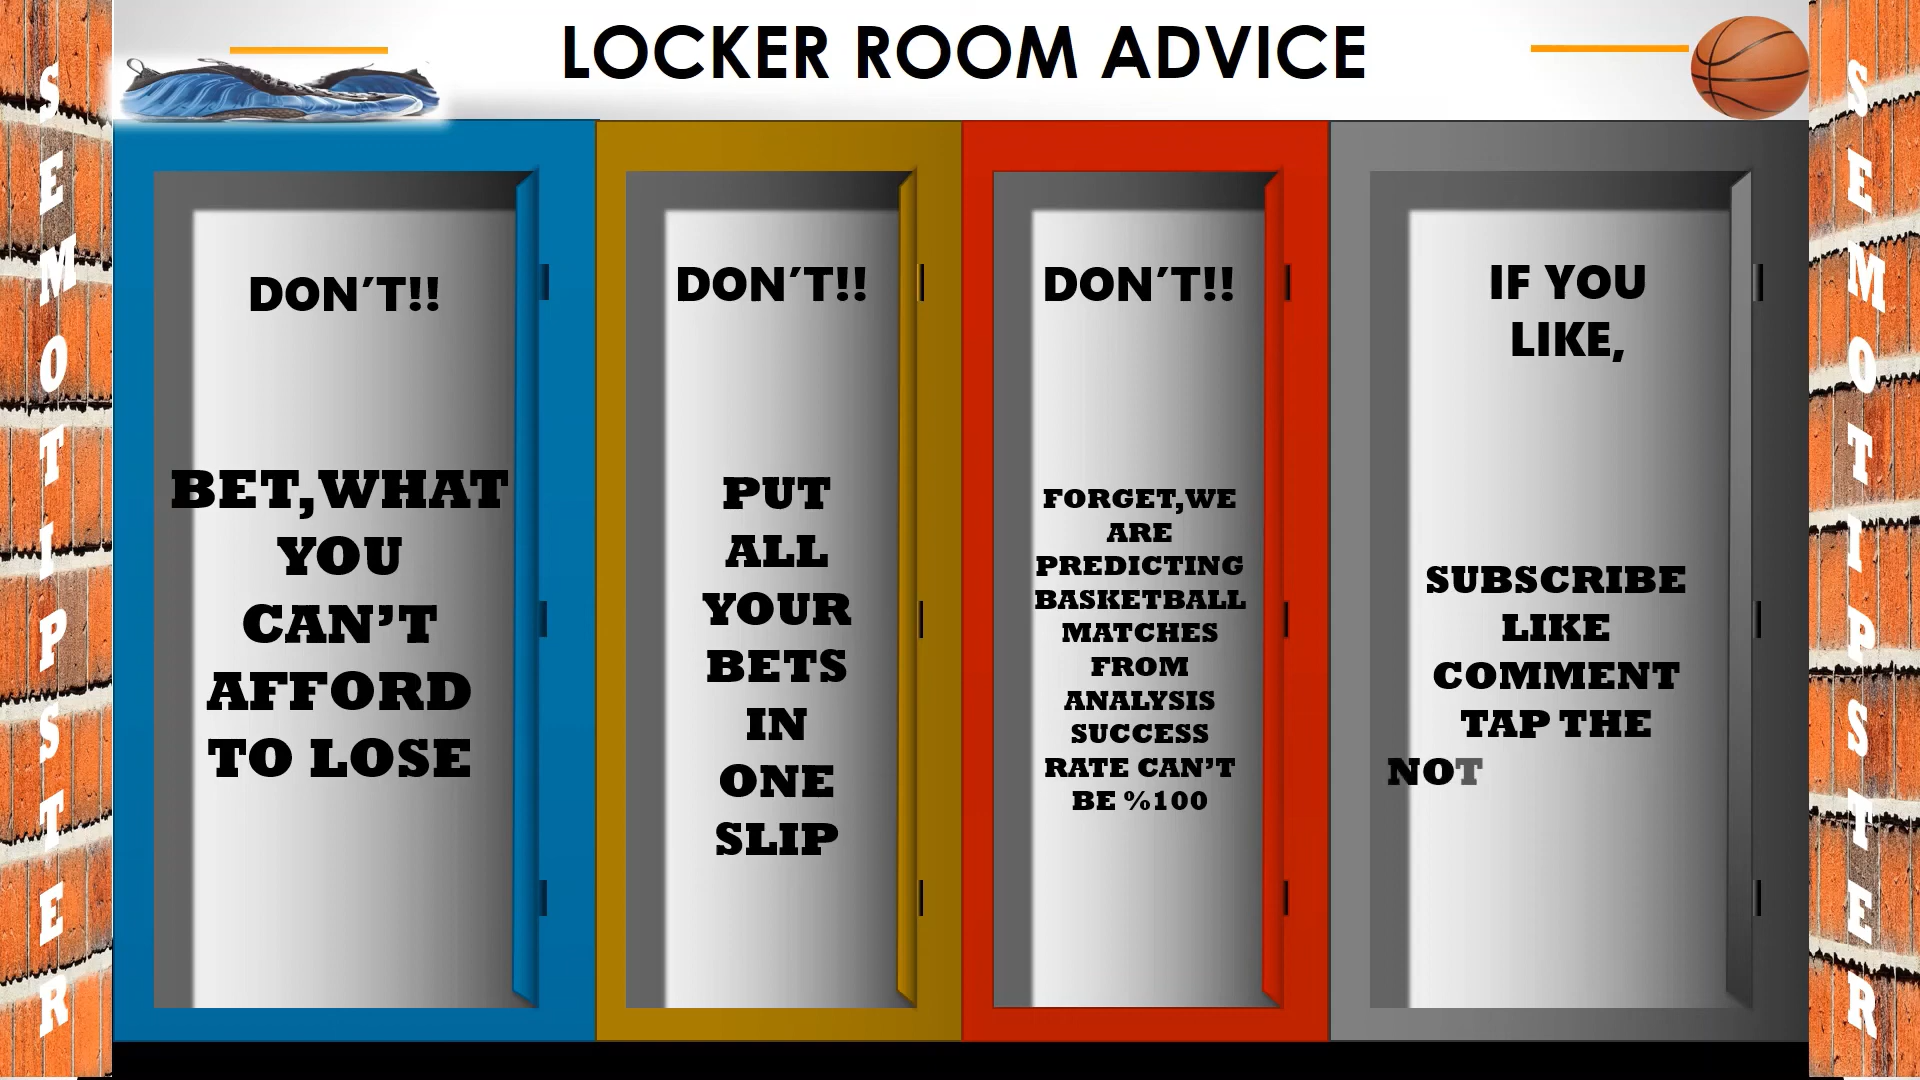 LOCKER ROOM ADVICE
SEMOTIPSTER
DON'T!!
BET,WHAT
YOU
CAN'T
AFFORD
TO LOSE
DON'T!!
PUT
ALL
YOUR
BETS
IN
ONE
SLIP
DON'T!!
FORGET,WE
ARE
PREDICTING
BASKETBALL
MATCHES
FROM
ANALYSIS
SUCCESS
RATE CAN'T
BE %100
IF YOU
LIKE,
SUBSCRIBE
LIKE
COMMENT
TAP THE
NOT
SEMOTIPSTER